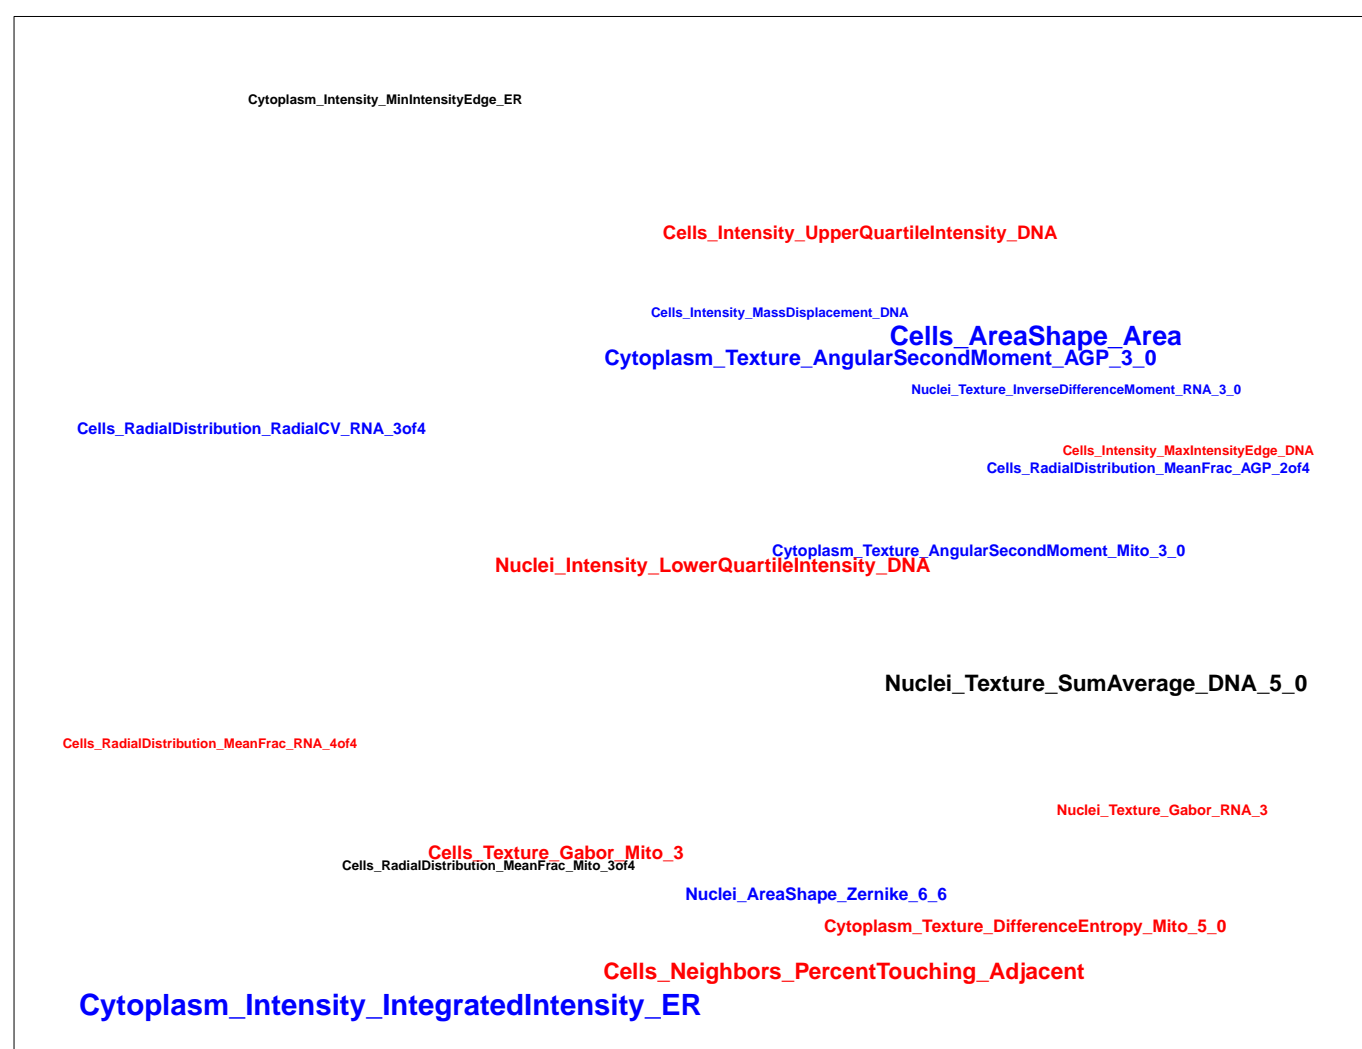 Cytoplasm_Intensity_MinIntensityEdge_ER
Cells_Intensity_UpperQuartileIntensity_DNA
Cells_Intensity_MassDisplacement_DNA
Cells_AreaShape_Area
Cytoplasm_Texture_AngularSecondMoment_AGP_3_0
Nuclei_Texture_InverseDifferenceMoment_RNA_3_0
Cells_RadialDistribution_RadialCV_RNA_3of4
Cells_Intensity_MaxIntensityEdge_DNA
Cells_RadialDistribution_MeanFrac_AGP_2of4
Cytoplasm_Texture_AngularSecondMoment_Mito_3_0
Nuclei_Intensity_LowerQuartileIntensity_DNA
Nuclei_Texture_SumAverage_DNA_5_0
Cells_RadialDistribution_MeanFrac_RNA_4of4
Nuclei_Texture_Gabor_RNA_3
Cells_Texture_Gabor_Mito_3
Cells_RadialDistribution_MeanFrac_Mito_3of4
Nuclei_AreaShape_Zernike_6_6
Cytoplasm_Texture_DifferenceEntropy_Mito_5_0
Cells_Neighbors_PercentTouching_Adjacent
Cytoplasm_Intensity_IntegratedIntensity_ER